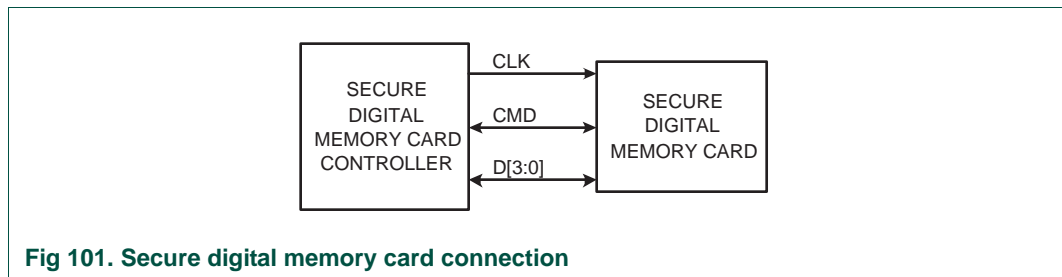 SECURE
DIGITAL
MEMORY CARD
CONTROLLER
CLK
CMD
D[3:0]
SECURE
DIGITAL
MEMORY CARD
Fig 101. Secure digital memory card connection